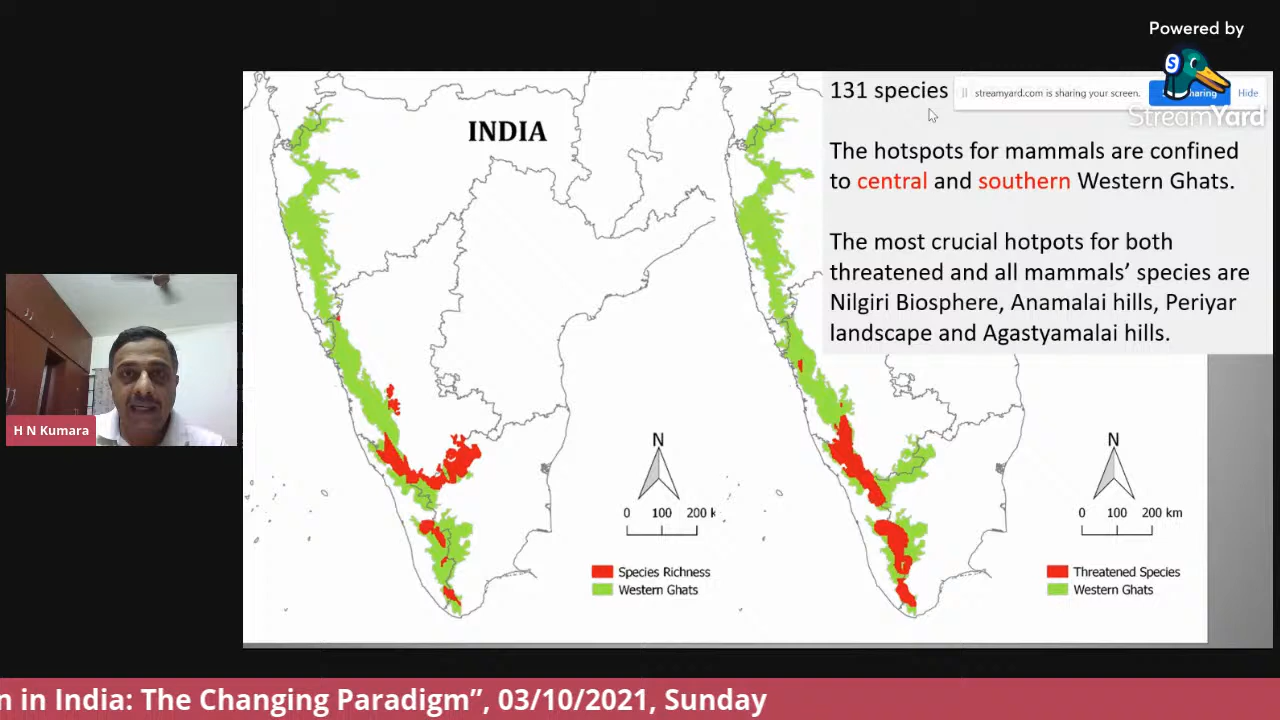 Powered by
S
StreamYard
131 species
streamyard.com is sharing your screen.
Hide
INDIA
The hotspots for mammals are confined
to central and southern Western Ghats.
The most crucial hotpots for both
threatened and all mammals’ species are
Nilgiri Biosphere, Anamalai hills, Periyar
landscape and Agastyamalai hills.
H N Kumara
N
0 100 200 k
Species Richness
Western Ghats
N
0 100 200 km
Threatened Species
Western Ghats
n in India: The Changing Paradigm”, 03/10/2021, Sunday